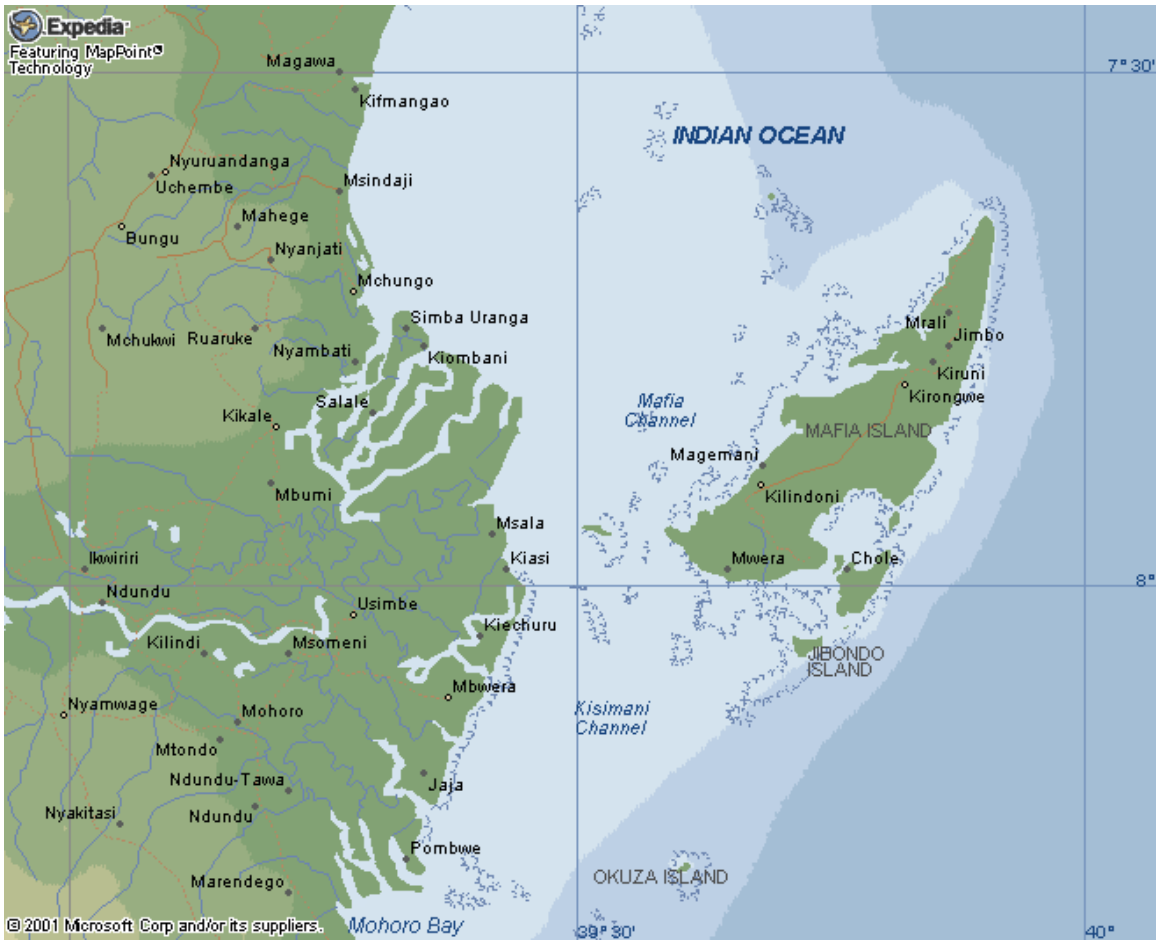 Expedia
Featuring MapPoint®
Technology
Magawa
7° 30'
Kifmangao
INDIAN OCEAN
Nyuruandanga
Uchembe
Msindaji
Mahege
Bungu
Nyanjati
Mchungo
Simba Uranga
Mrali
Mchukwi
Ruaruke
Jimbo
Nyambati
Kiombani
Kiruni
Kirongwe
Salale
Mafia
Channel
Kikale
MAFIA ISLAND
Magemani
Mbumi
Kilindoni
Msala
Ikwiriri
Kiasi
Mwera
Chole
8°
Ndundu
Usimbe
Kilindi
Msomeni
Kiechuru
JIBONDO
ISLAND
Mbwera
Nyamwage
Mohoro
Kisimani
Channel
Mtondo
Ndundu-Tawa
Jaja
Nyakitasi
Ndundu
Pombwe
OKUZA ISLAND
Marendego
© 2001 Microsoft Corp and/or its suppliers.
Mohoro Bay
39° 30'
40°